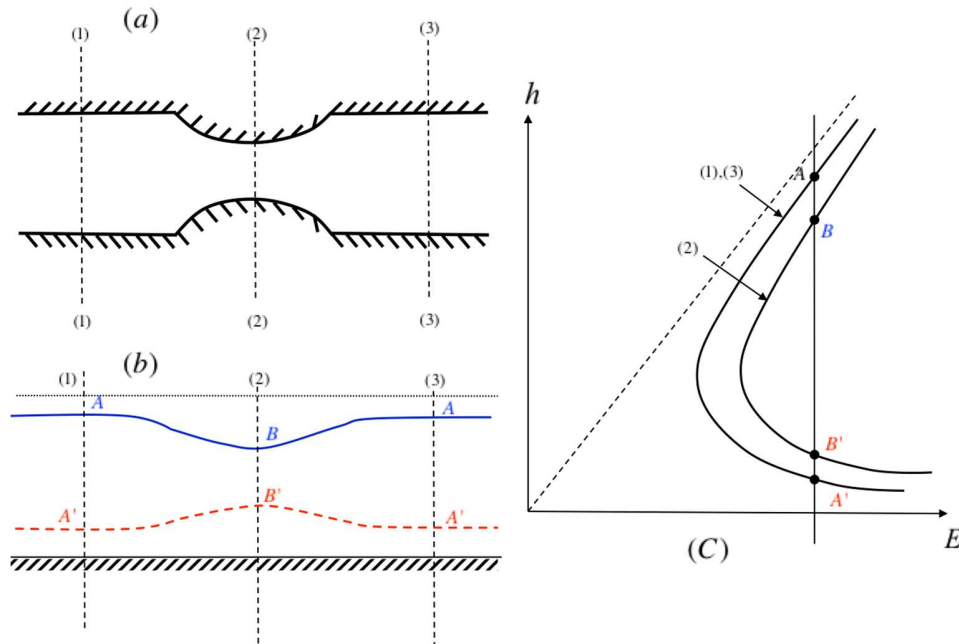 (a)
(1)
(2)
(3)
(1)
(2)
(3)
(b)
(1)
(2)
(3)
A
A
B
B'
A'
A'
h
A
(1),(3)
B
(2)
B'
A'
E
(C)